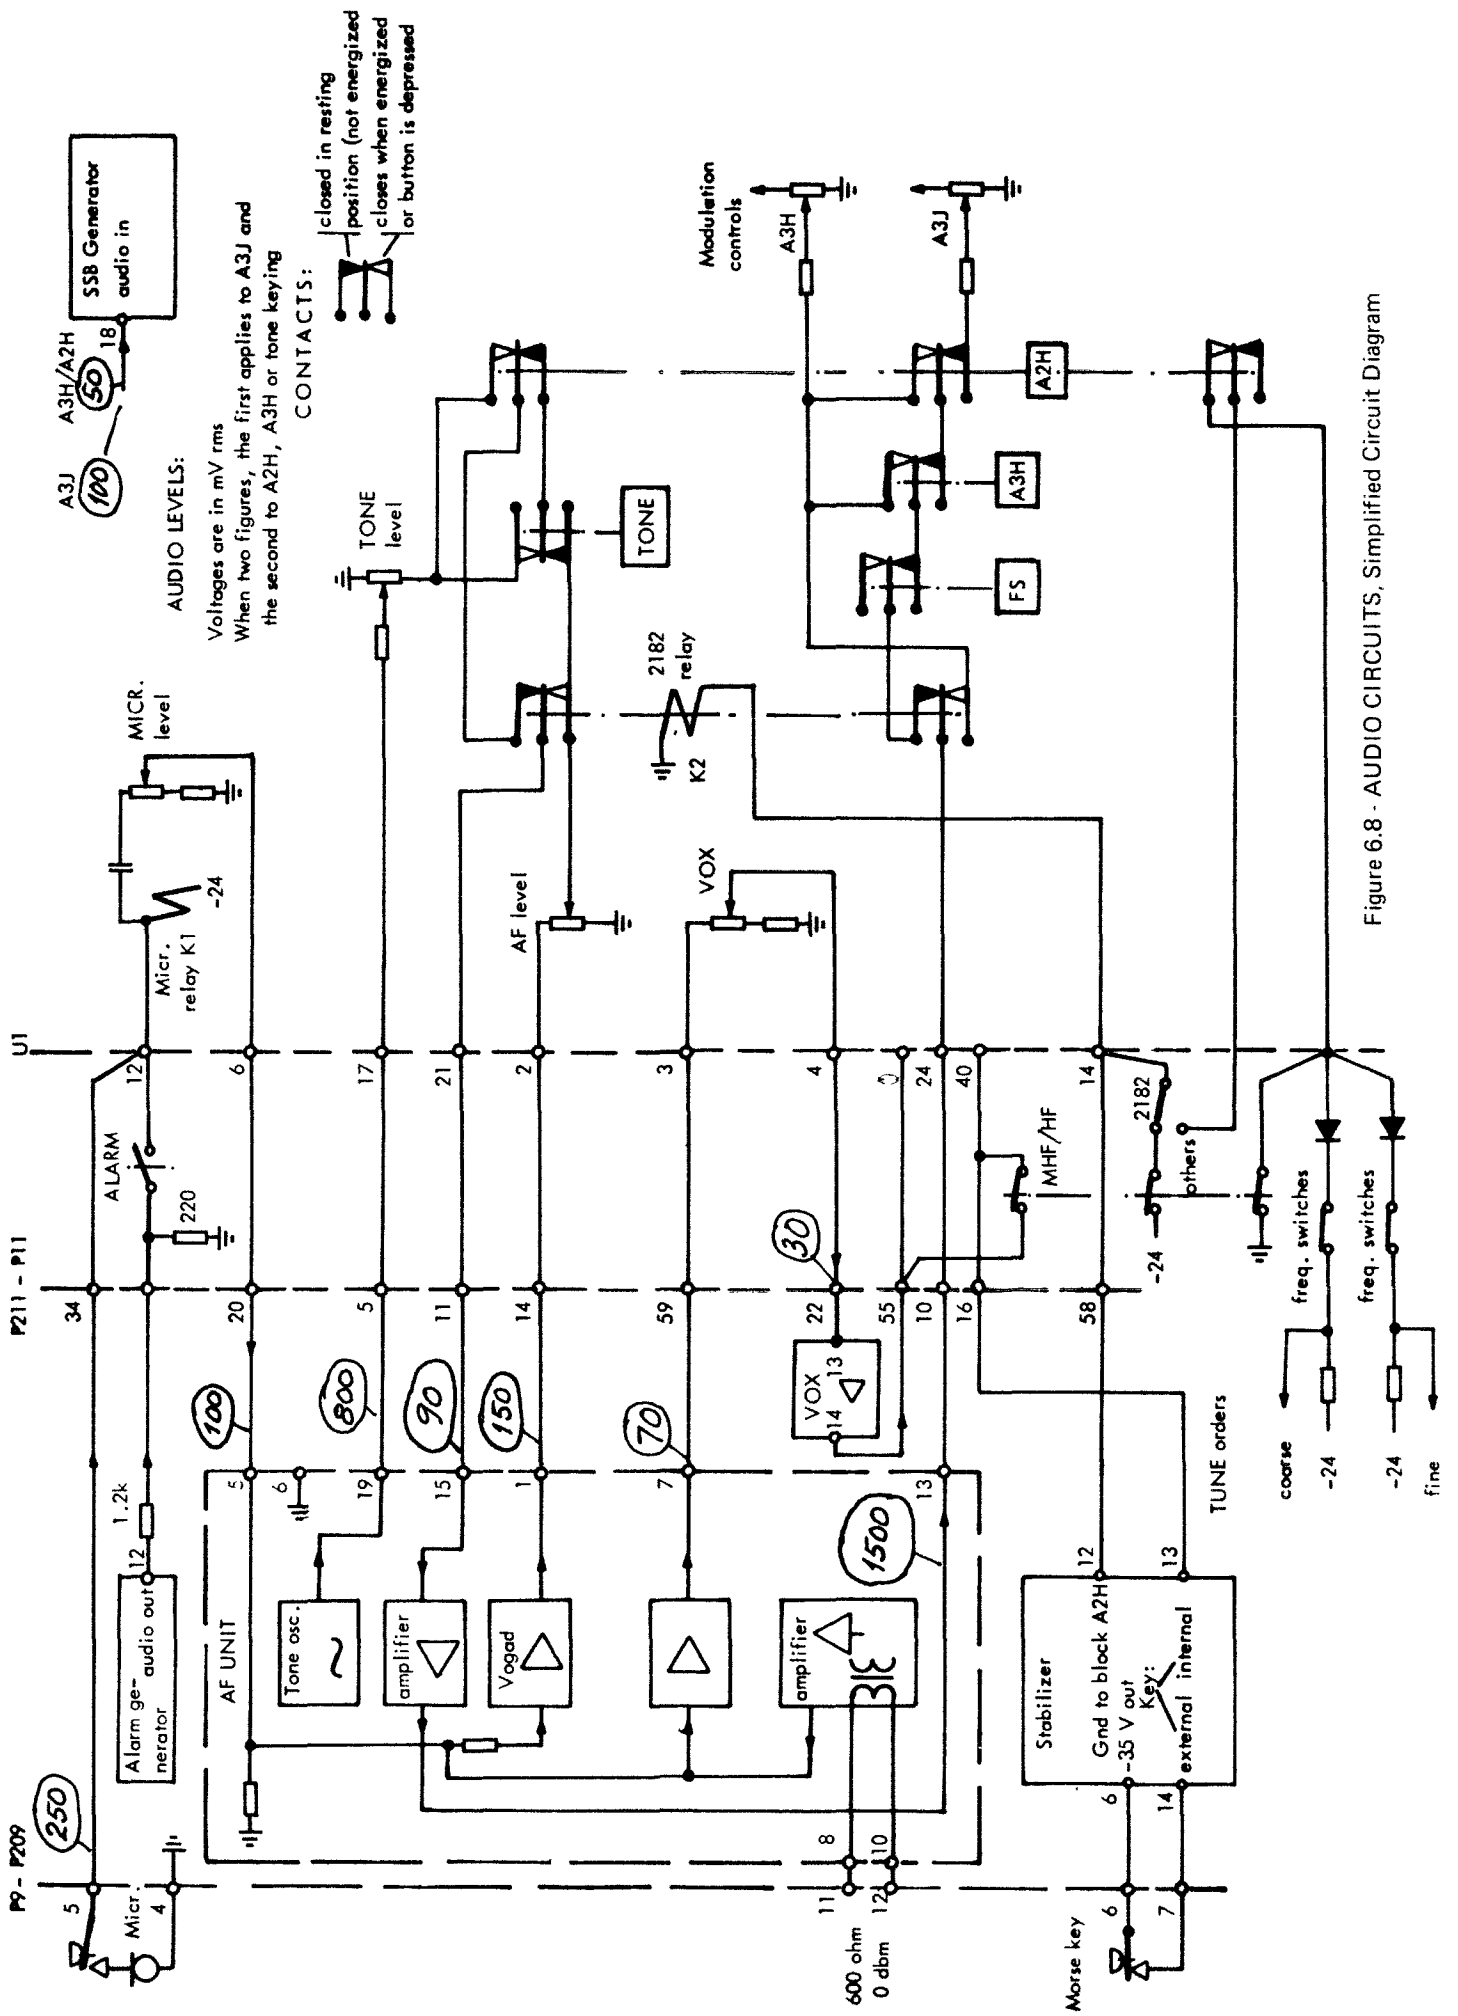 P9 - P209
P211 - P11
U1
5
Micr.
4
250
34
Alarm ge-
nerator
audio out
12
1.2k
ALARM
220
12
Micr.
relay K1
-24
MICR.
level
A3J
100
A3H/A2H
50
18
SSB Generator
audio in
AUDIO LEVELS:
Voltages are in mV rms
When two figures, the first applies to A3J and
the second to A2H, A3H or tone keying
CONTACTS:
closed in resting
position (not energized
closes when energized
or button is depressed
AF UNIT
5
100
20
6
6
Tone osc.
~
19
800
5
17
TONE
level
amplifier
15
90
11
21
Vogad
1
150
14
2
AF level
TONE
7
70
59
3
VOX
2182
relay
K2
amplifier
8
10
11
12
600 ohm
0 dbm
1500
13
VOX
14
13
30
22
4
55
10
24
16
40
MHF/HF
FS
A3H
A2H
Modulation
controls
A3H
A3J
Morse key
6
7
6
14
Stabilizer
Gnd to block A2H
-35 V out
Key:
external internal
12
13
58
14
2182
others
-24
TUNE orders
coarse
-24
freq. switches
-24
fine
freq. switches
Figure 6.8 - AUDIO CIRCUITS, Simplified Circuit Diagram